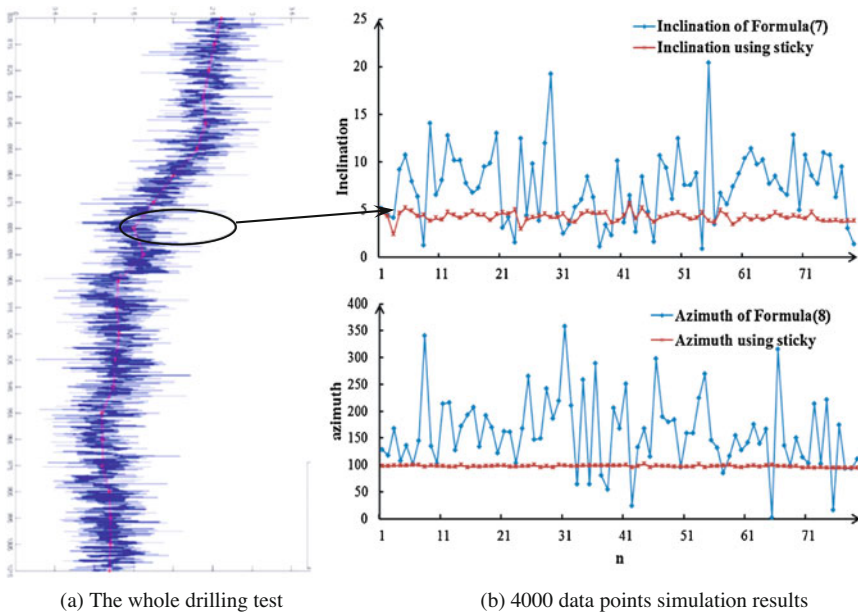 Inclination of Formula(7)
Inclination using sticky
Inclination
25
20
15
10
5
0
1 11 21 31 41 51 61 71
Azimuth of Formula(8)
Azimuth using sticky
azimuth
400
350
300
250
200
150
100
50
0
1 11 21 31 41 51 61 71
n
(a) The whole drilling test
(b) 4000 data points simulation results